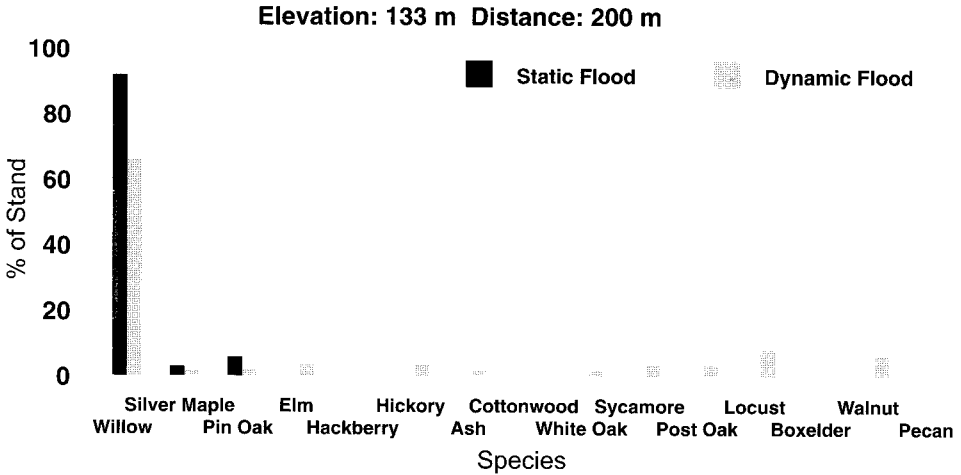 Elevation: 133 m Distance: 200 m
100
Static Flood
Dynamic Flood
80
60
40
20
0
% of Stand
Silver Maple Elm Hickory Cottonwood Sycamore Locust Walnut
Willow Pin Oak Hackberry Ash White Oak Post Oak Boxelder Pecan
Species